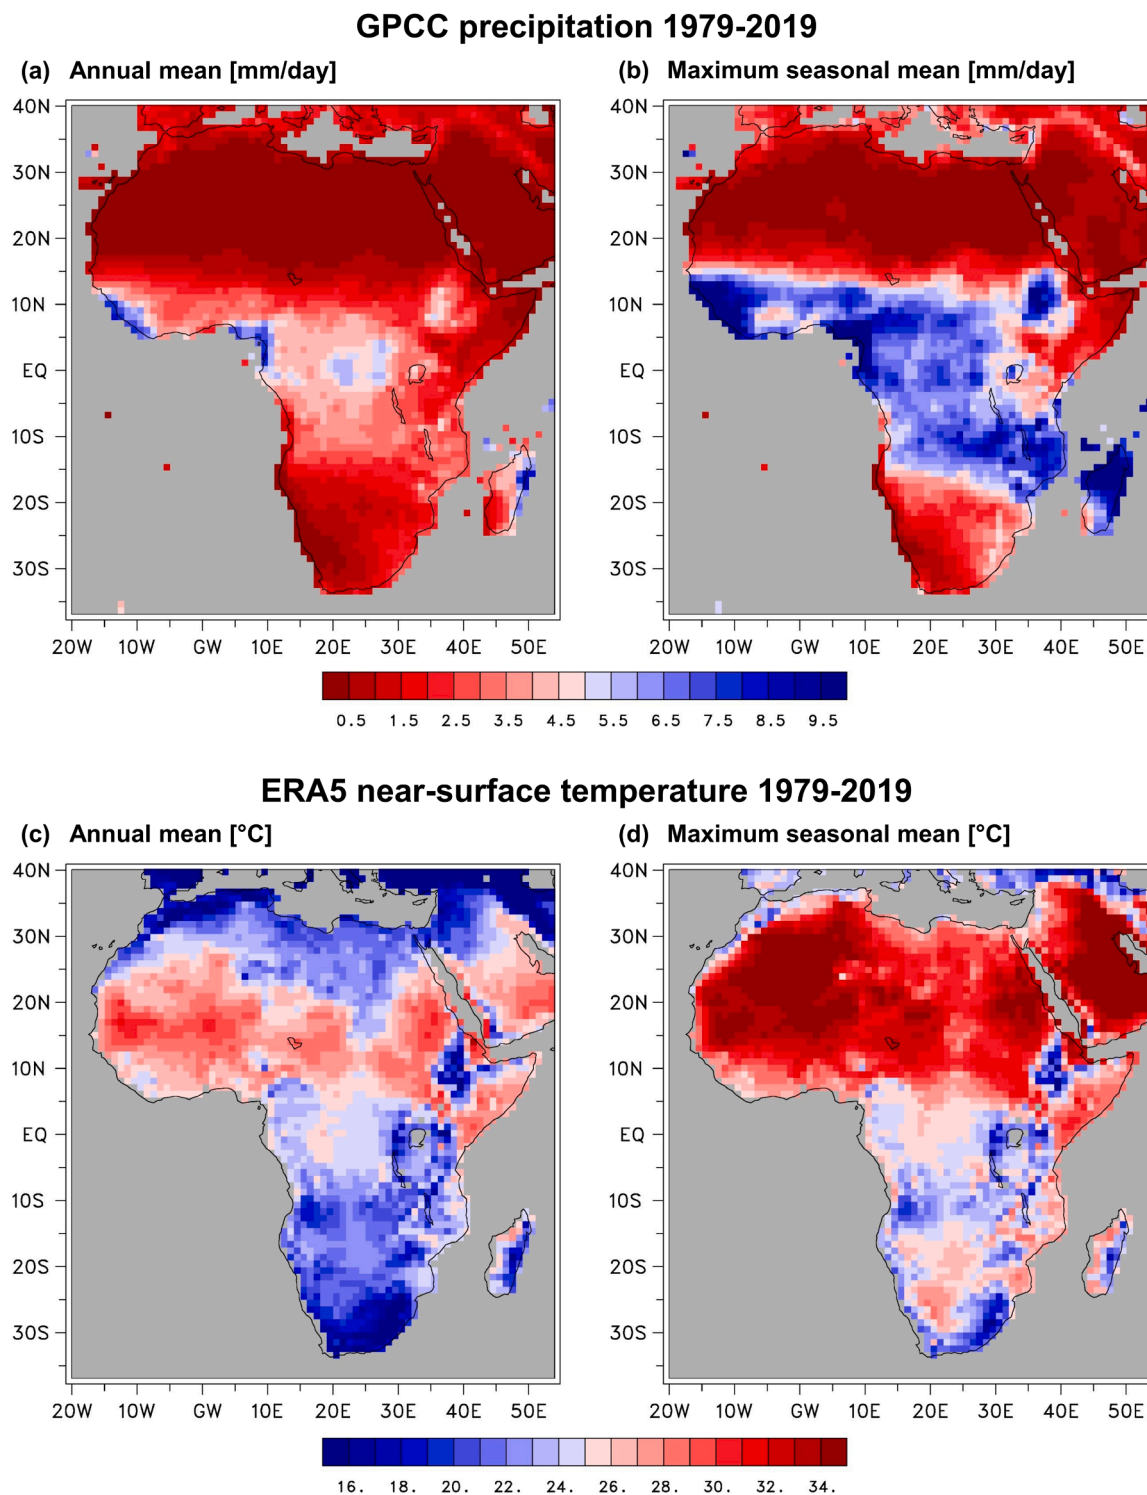 GPCC precipitation 1979-2019
(a) Annual mean [mm/day] (b) Maximum seasonal mean [mm/day]
40N 40N
30N 30N
20N 20N
10N 10N
EQ EQ
10S 10S
20S 20S
30S 30S
20W 10W GW 10E 20E 30E 40E 50E 20W 10W GW 10E 20E 30E 40E 50E
0.5 1.5 2.5 3.5 4.5 5.5 6.5 7.5 8.5 9.5
ERA5 near-surface temperature 1979-2019
(c) Annual mean [°C] (d) Maximum seasonal mean [°C]
40N 40N
30N 30N
20N 20N
10N 10N
EQ EQ
10S 10S
20S 20S
30S 30S
20W 10W GW 10E 20E 30E 40E 50E 20W 10W GW 10E 20E 30E 40E 50E
16. 18. 20. 22. 24. 26. 28. 30. 32. 34.